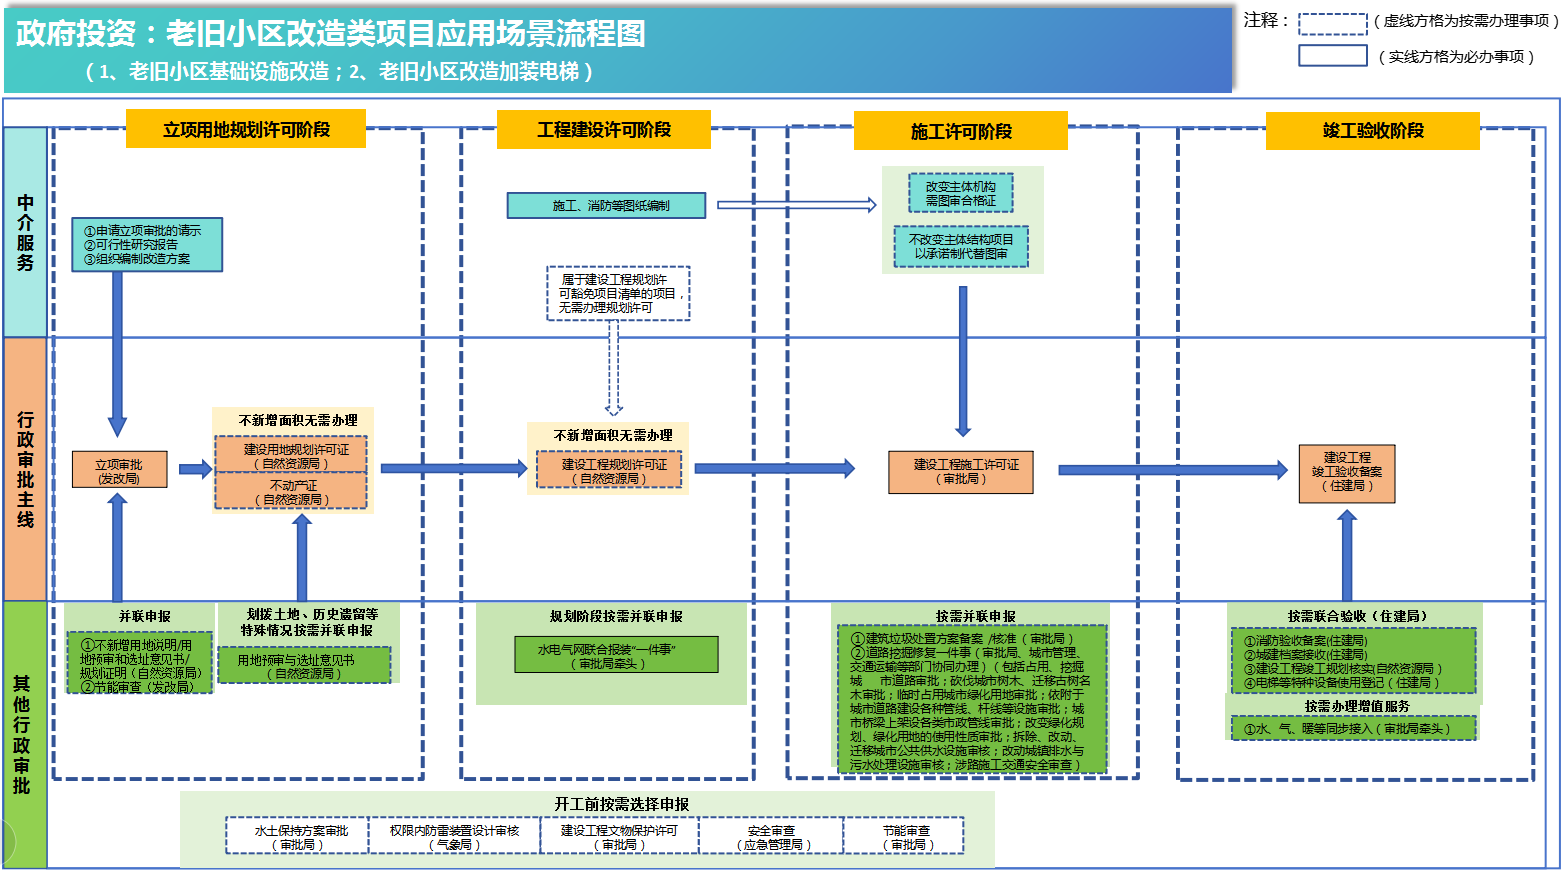 政府投资：老旧小区改造类项目应用场景流程图
（1、老旧小区基础设施改造；2、老旧小区改造加装电梯）
注释：
（虚线方格为按需办理事项）
（实线方格为必办事项）
立项用地规划许可阶段
工程建设许可阶段
施工许可阶段
竣工验收阶段
中介服务
①申请立项审批的请示
②可行性研究报告
③组织编制改造方案
施工、消防等图纸编制
改变主体机构
需图审合格证
不改变主体结构项目
以承诺制代替图审
属于建设工程规划许
可豁免项目清单的项目，
无需办理规划许可
行政审批主线
立项审批
(发改局)
不新增面积无需办理
建设用地规划许可证
（自然资源局）
不动产证
（自然资源局）
不新增面积无需办理
建设工程规划许可证
（自然资源局）
建设工程施工许可证
（审批局）
建设工程
竣工验收备案
（住建局）
其他行政审批
并联申报
①不新增用地说明/用
地预审和选址意见书/
规划证明（自然资源局）
②节能审查（发改局）
划拨土地、历史遗留等
特殊情况按需并联申报
用地预审与选址意见书
（自然资源局）
规划阶段按需并联申报
水电气网联合报装“一件事”
（审批局牵头）
按需并联申报
①建筑垃圾处置方案备案 /核准（审批局）
②道路挖掘修复一件事（审批局、城市管理、
交通运输等部门协同办理）（包括占用、挖掘
城 市道路审批；砍伐城市树木、迁移古树名
木审批；临时占用城市绿化用地审批；依附于
城市道路建设各种管线、杆线等设施审批；城
市桥梁上架设各类市政管线审批；改变绿化规
划、绿化用地的使用性质审批；拆除、改动、
迁移城市公共供水设施审核；改动城镇排水与
污水处理设施审核；涉路施工交通安全审查）
按需联合验收（住建局）
①消防验收备案(住建局)
②城建档案接收(住建局)
③建设工程竣工规划核实(自然资源局)
④电梯等特种设备使用登记（住建局）
按需办理增值服务
①水、气、暖等同步接入（审批局牵头）
开工前按需选择申报
水土保持方案审批
（审批局）
权限内防雷装置设计审核
（气象局）
建设工程文物保护许可
（审批局）
安全审查
（应急管理局）
节能审查
（审批局）